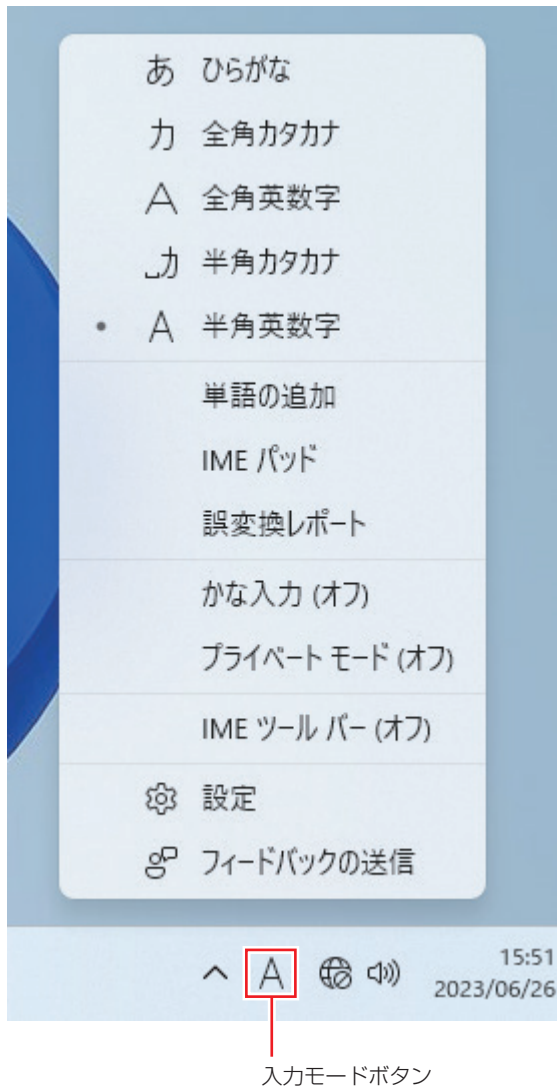 あ ひらがな
カ 全角カタカナ
A 全角英数字
_カ 半角カタカナ
• A 半角英数字
単語の追加
IME パッド
誤変換レポート
かな入力 (オフ)
プライベート モード (オフ)
IME ツール バー (オフ)
設定
フィードバックの送信
A
15:51
2023/06/26
入力モードボタン